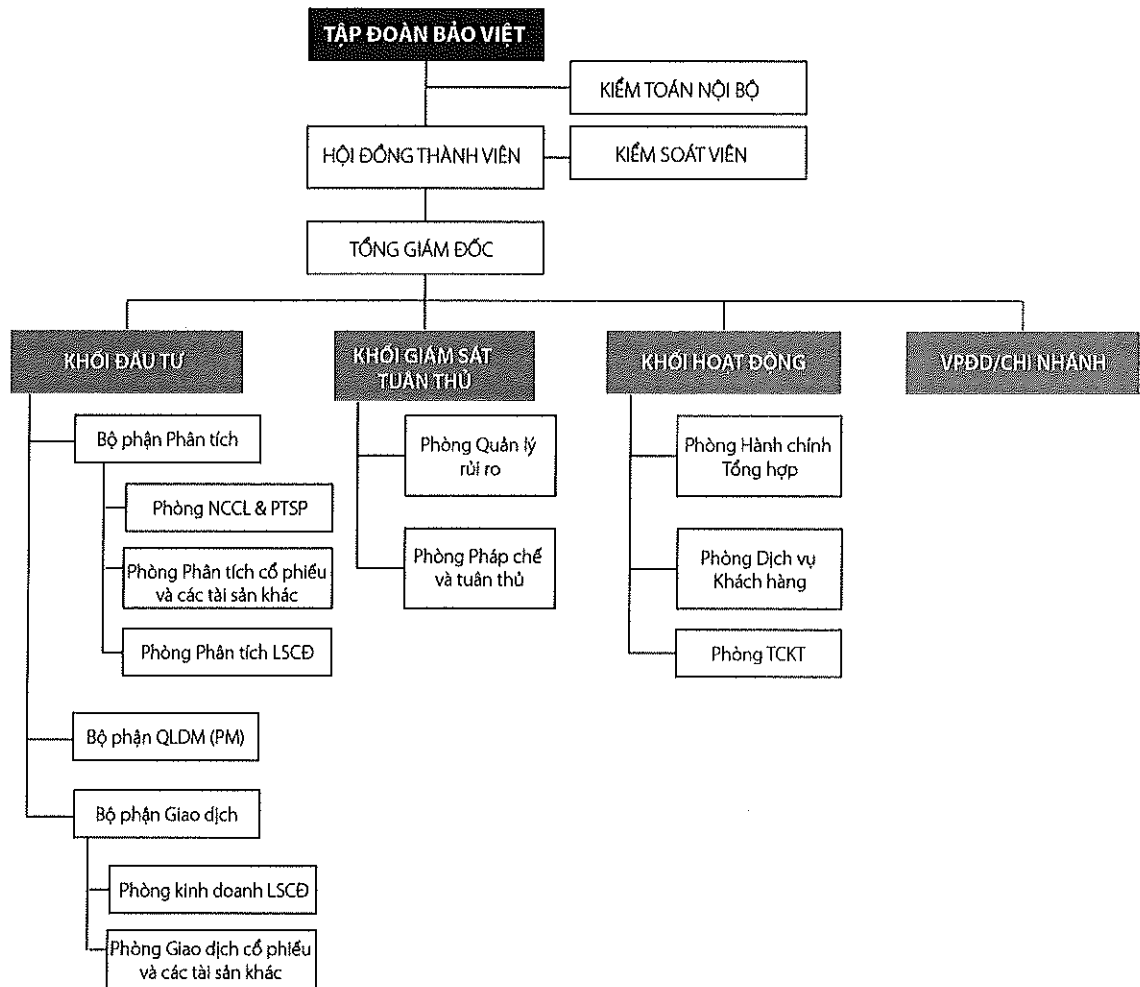 TẬP ĐOÀN BẢO VIỆT
KIỂM TOÁN NỘI BỘ
HỘI ĐỒNG THÀNH VIÊN
KIỂM SOÁT VIÊN
TỔNG GIÁM ĐỐC
KHỐI ĐẦU TƯ
Bộ phận Phân tích
Phòng NCCL & PTSP
Phòng Phân tích cổ phiếu
và các tài sản khác
Phòng Phân tích LSCĐ
Bộ phận QLDM (PM)
Bộ phận Giao dịch
Phòng kinh doanh LSCĐ
Phòng Giao dịch cổ phiếu
và các tài sản khác
KHỐI GIÁM SÁT
TUÂN THỦ
Phòng Quản lý
rủi ro
Phòng Pháp chế
và tuân thủ
KHỐI HOẠT ĐỘNG
Phòng Hành chính
Tổng hợp
Phòng Dịch vụ
Khách hàng
Phòng TCKT
VPĐD/CHI NHÁNH